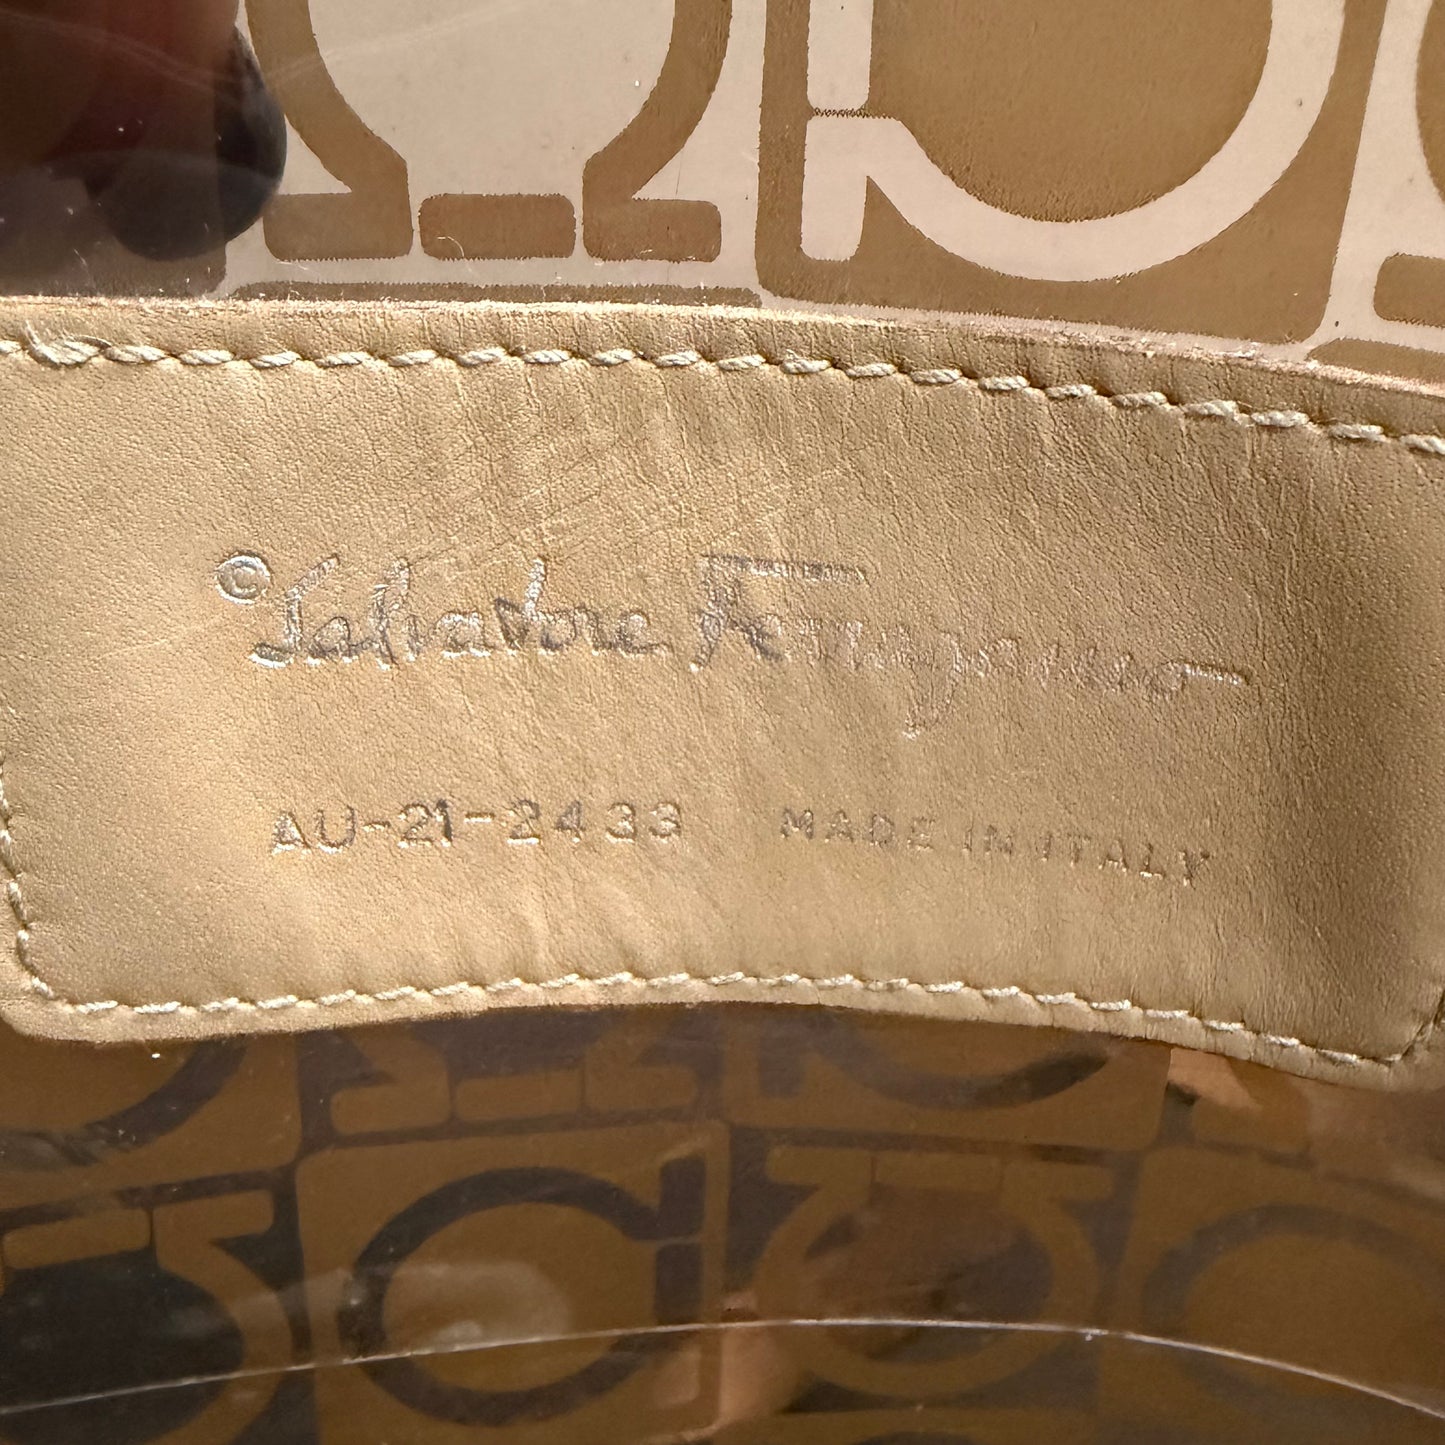 © Salvatore Ferragamo
AU-21-2433 MADE IN ITALY